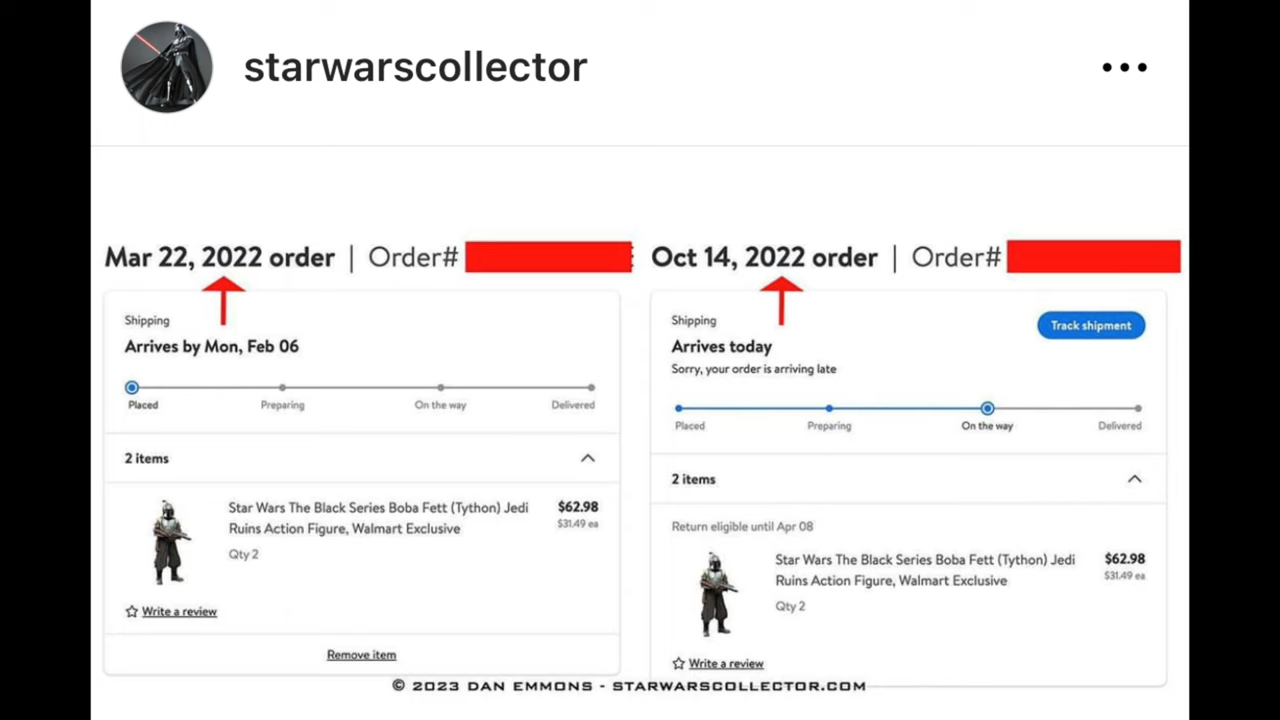 starwarscollector
Mar 22, 2022 order | Order#
Shipping
Arrives by Mon, Feb 06
Placed
Preparing
On the way
Delivered
2 items
Star Wars The Black Series Boba Fett (Tython) Jedi
Ruins Action Figure, Walmart Exclusive
$62.98
$31.49 ea
Qty 2
Write a review
Remove item
Oct 14, 2022 order | Order#
Shipping
Track shipment
Arrives today
Sorry, your order is arriving late
Placed
Preparing
On the way
Delivered
2 items
Return eligible until Apr 08
Star Wars The Black Series Boba Fett (Tython) Jedi
Ruins Action Figure, Walmart Exclusive
$62.98
$31.49 ea
Qty 2
Write a review
© 2023 DAN EMMONS - STARWARSCOLLECTOR.COM